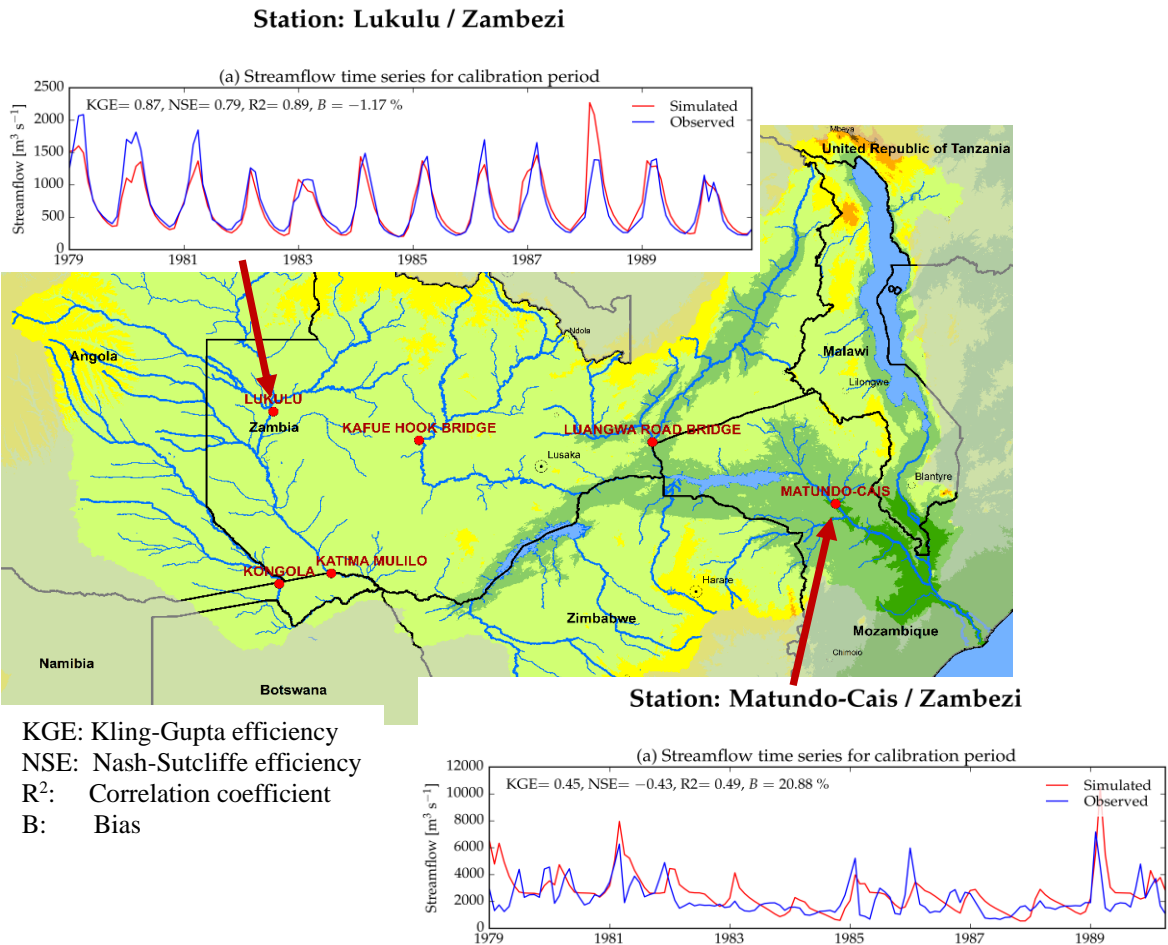 Station: Lukulu / Zambezi
(a) Streamflow time series for calibration period
KGE= 0.87, NSE= 0.79, R2= 0.89, B = −1.17 %
Simulated
Observed
Streamflow [m³ s⁻¹]
2500
2000
1500
1000
500
0
1979
1981
1983
1985
1987
1989
Mbeya
United Republic of Tanzania
Ndola
Angola
Malawi
Lilongwe
LUKULU
Zambia
KAFUE HOOK BRIDGE
LUANGWA ROAD BRIDGE
Lusaka
Blantyre
MATUNDO-CAIS
KATIMA MULILO
KONGOLA
Harare
Zimbabwe
Mozambique
Chimoio
Namibia
Botswana
Station: Matundo-Cais / Zambezi
KGE: Kling-Gupta efficiency
NSE: Nash-Sutcliffe efficiency
R²: Correlation coefficient
B: Bias
(a) Streamflow time series for calibration period
KGE= 0.45, NSE= −0.43, R2= 0.49, B = 20.88 %
Simulated
Observed
Streamflow [m³ s⁻¹]
12000
10000
8000
6000
4000
2000
0
1979
1981
1983
1985
1987
1989